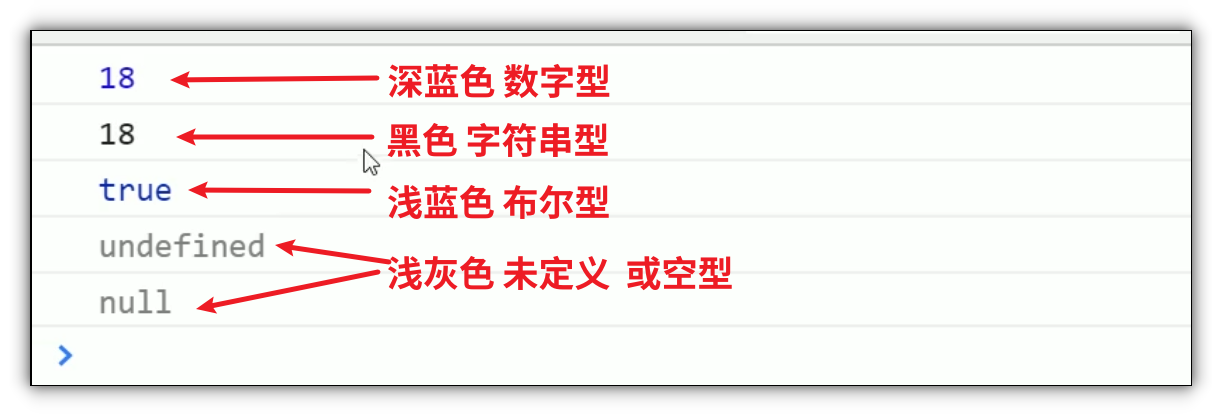 18 深蓝色 数字型
18 黑色 字符串型
true 浅蓝色 布尔型
undefined 浅灰色 未定义 或空型
null
>